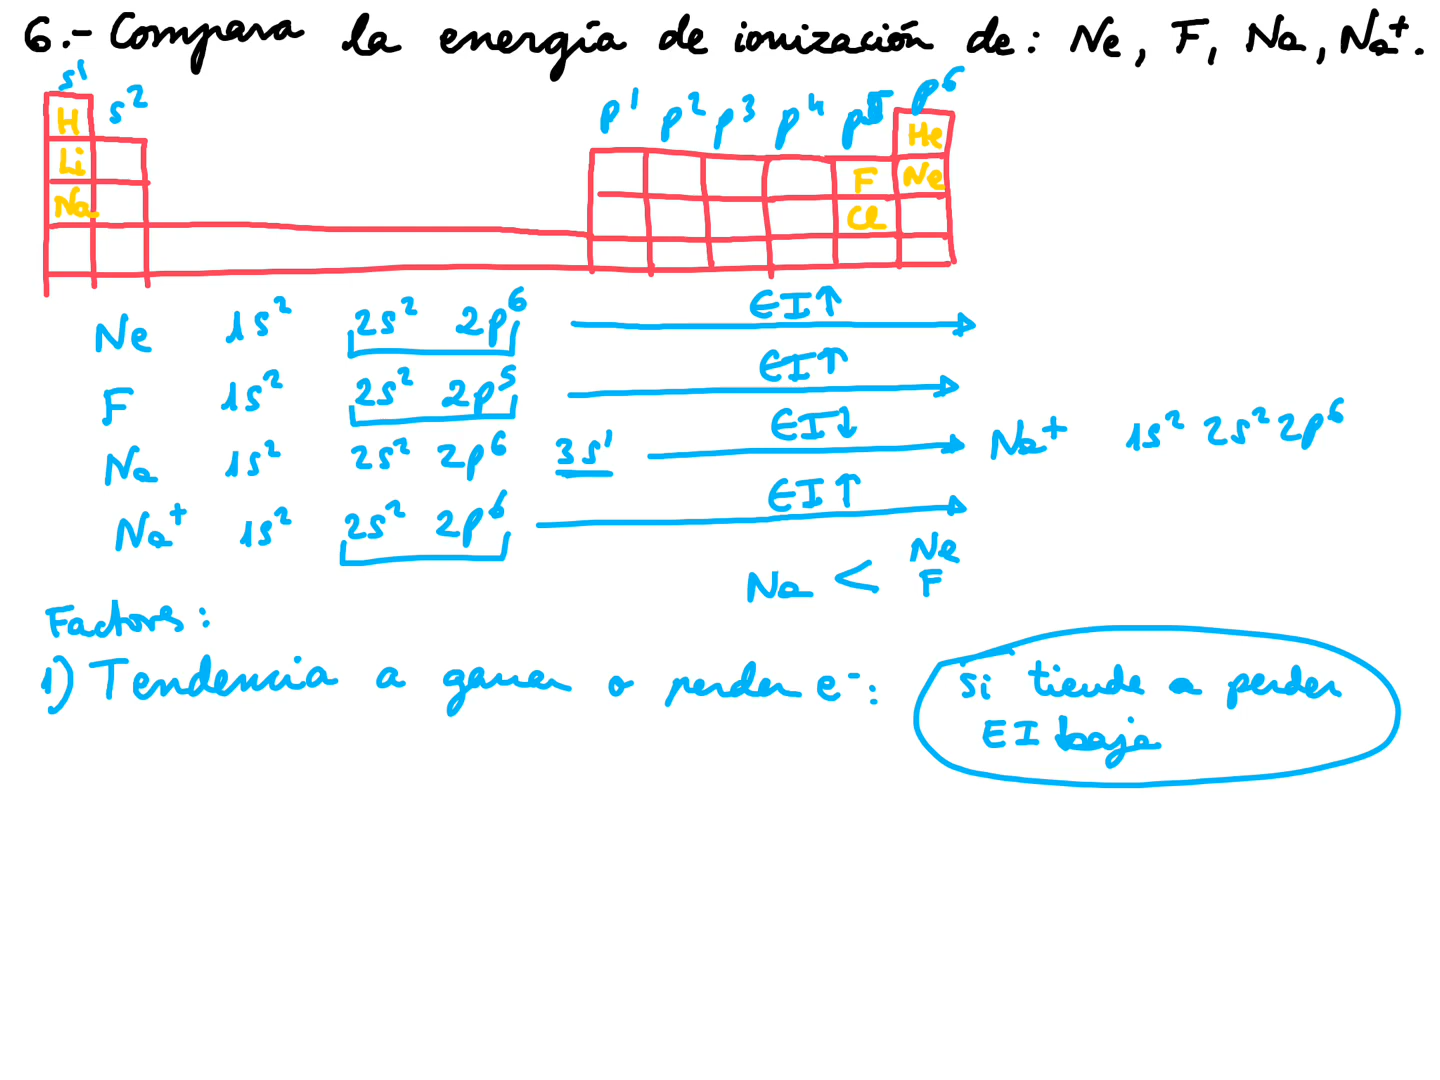 6.- Compara la energía de ionización de: Ne, F, Na, Na⁺.
s¹ s² p¹ p² p³ p⁴ p⁵ p⁶
H He
Li F Ne
Na Cl
Ne 1s² 2s² 2p⁶ EI↑
F 1s² 2s² 2p⁵ EI↑
Na 1s² 2s² 2p⁶ 3s¹ EI↓ Na⁺ 1s² 2s² 2p⁶
Na⁺ 1s² 2s² 2p⁶ EI↑
Na < Ne
F
Factores:
1) Tendencia a ganar o perder e⁻: si tiende a perder
EI baja